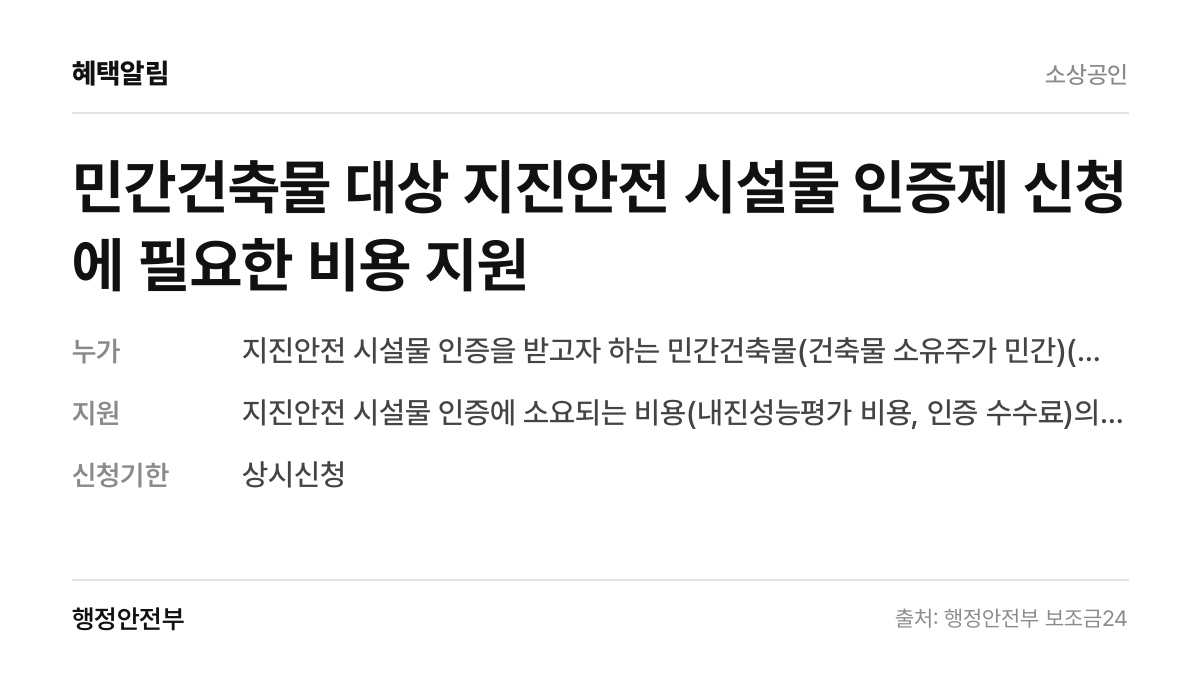 혜택알림
소상공인
민간건축물 대상 지진안전 시설물 인증제 신청
에 필요한 비용 지원
누가 지진안전 시설물 인증을 받고자 하는 민간건축물(건축물 소유주가 민간)(...
지원 지진안전 시설물 인증에 소요되는 비용(내진성능평가 비용, 인증 수수료)의...
신청기한 상시신청
행정안전부
출처: 행정안전부 보조금24